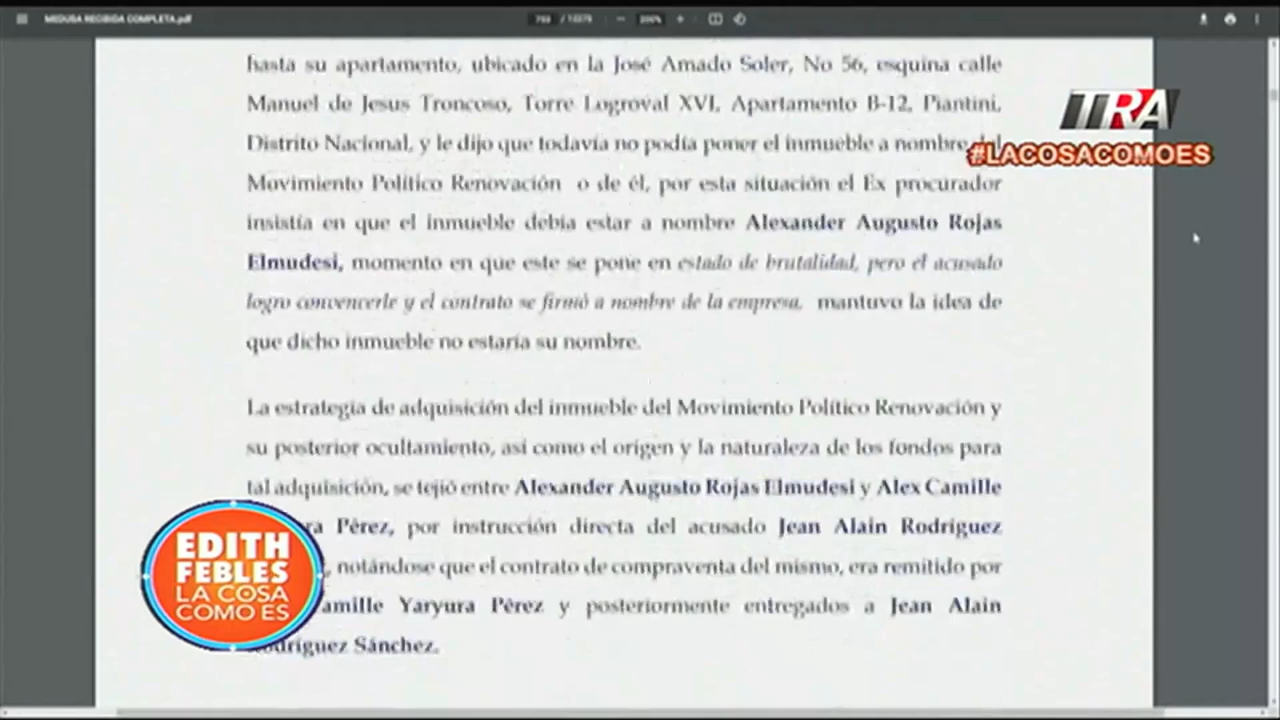 MEDUSA RECIBIDA COMPLETA.pdf
200%
hasta su apartamento, ubicado en la José Amado Soler, No 56, esquina calle
Manuel de Jesus Troncoso, Torre Logroval XVI, Apartamento B-12, Piantini,
Distrito Nacional, y le dijo que todavía no podía poner el inmueble a nombre del
Movimiento Político Renovación o de él, por esta situación el Ex procurador
insistía en que el inmueble debía estar a nombre Alexander Augusto Rojas
Elmudesi, momento en que este se pone en estado de brutalidad, pero el acusado
logro convencerle y el contrato se firmó a nombre de la empresa, mantuvo la idea de
que dicho inmueble no estaría su nombre.
La estrategia de adquisición del inmueble del Movimiento Político Renovación y
su posterior ocultamiento, así como el origen y la naturaleza de los fondos para
tal adquisición, se tejió entre Alexander Augusto Rojas Elmudesi y Alex Camille
Pérez, por instrucción directa del acusado Jean Alain Rodríguez
, notándose que el contrato de compraventa del mismo, era remitido por
Camille Yaryura Pérez y posteriormente entregados a Jean Alain
Rodríguez Sánchez.
TRA
#LACOSACOMOES
EDITH
FEBLES
LA COSA
COMO ES